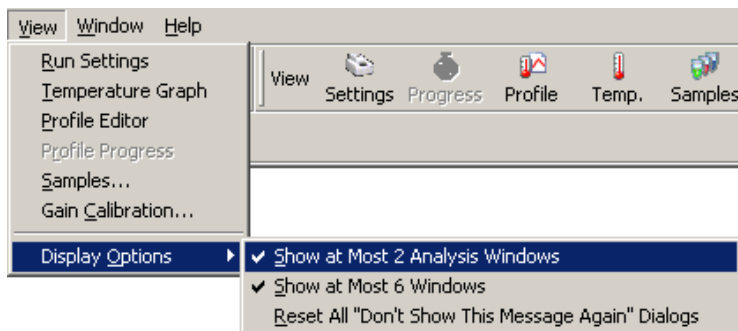 View Window Help
Run Settings
Temperature Graph
Profile Editor
Profile Progress
Samples...
Gain Calibration...
Display Options
View
Settings Progress Profile Temp. Samples
Show at Most 2 Analysis Windows
Show at Most 6 Windows
Reset All "Don't Show This Message Again" Dialogs